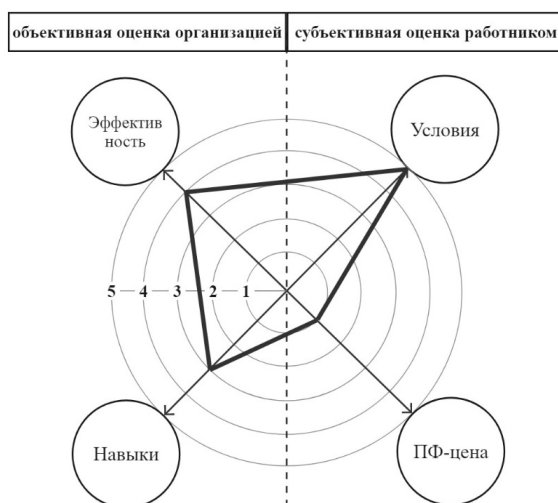 объективная оценка организацией
субъективная оценка работником
Эффектив
ность
Условия
5 4 3 2 1
Навыки
ПФ-цена